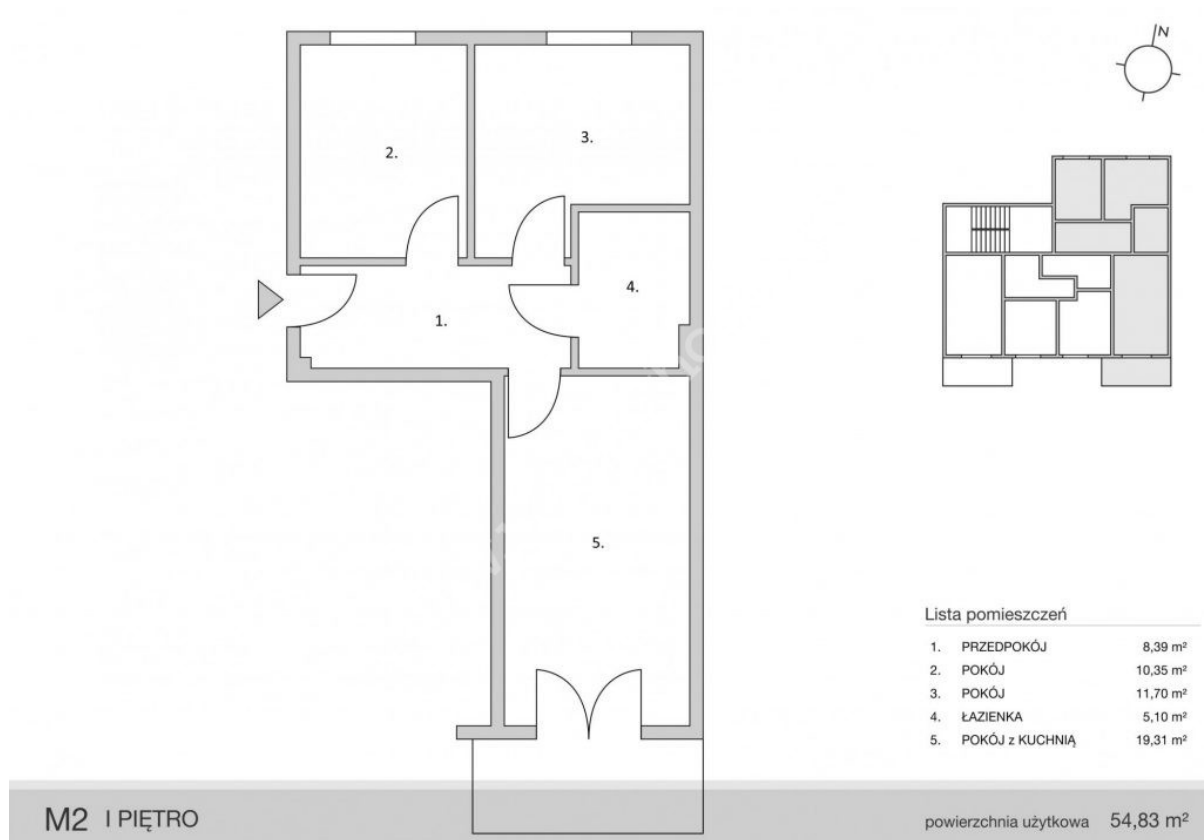 N
2.
3.
4.
1.
5.
Lista pomieszczeń
1. PRZEDPOKÓJ 8,39 m²
2. POKÓJ 10,35 m²
3. POKÓJ 11,70 m²
4. ŁAZIENKA 5,10 m²
5. POKÓJ z KUCHNIĄ 19,31 m²
M2 I PIĘTRO
powierzchnia użytkowa 54,83 m²